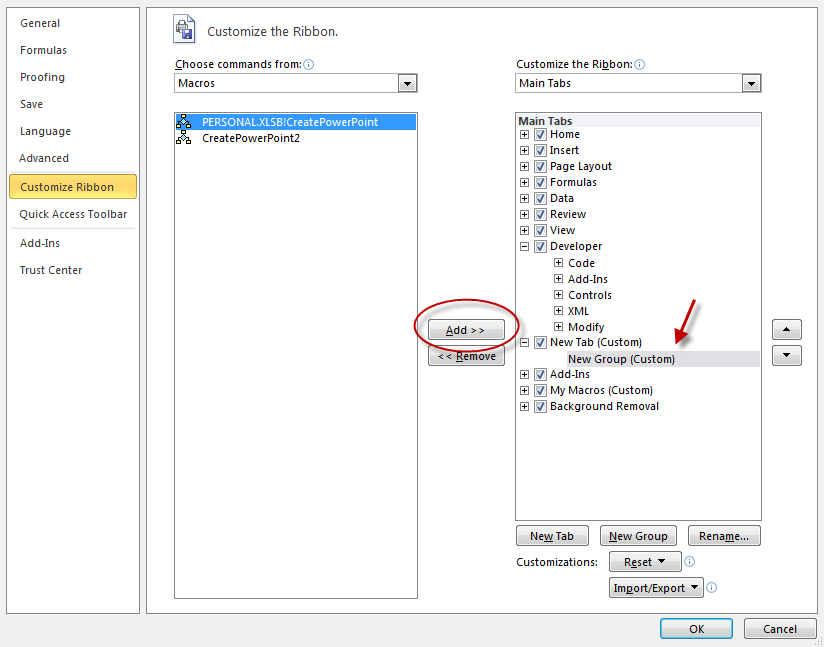 General
Formulas
Proofing
Save
Language
Advanced
Customize Ribbon
Quick Access Toolbar
Add-Ins
Trust Center
Customize the Ribbon.
Choose commands from:
Macros
PERSONAL.XLSB!CreatePowerPoint
CreatePowerPoint2
Add >>
<< Remove
Customize the Ribbon:
Main Tabs
Main Tabs
Home
Insert
Page Layout
Formulas
Data
Review
View
Developer
Code
Add-Ins
Controls
XML
Modify
New Tab (Custom)
New Group (Custom)
Add-Ins
My Macros (Custom)
Background Removal
New Tab
New Group
Rename...
Customizations:
Reset
Import/Export
OK
Cancel